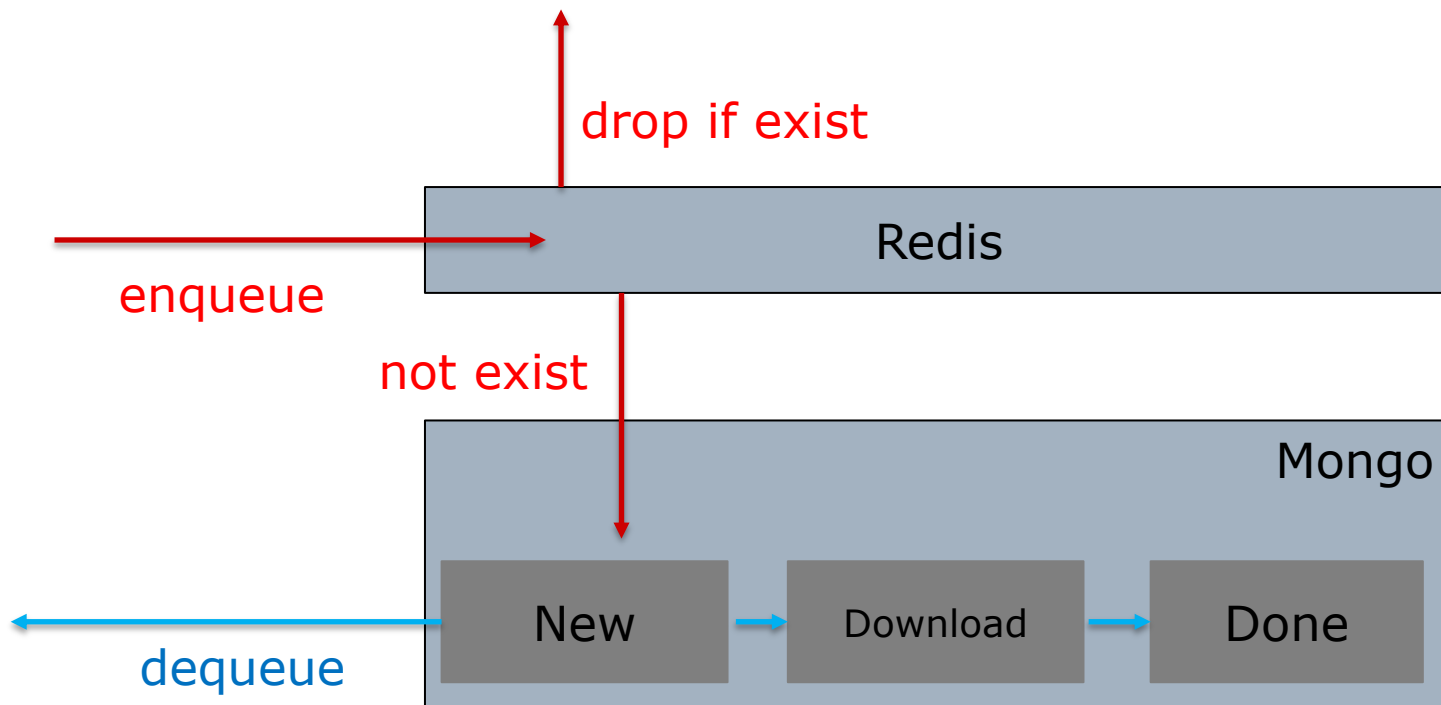 drop if exist
Redis
enqueue
not exist
Mongo
New
Download
Done
dequeue